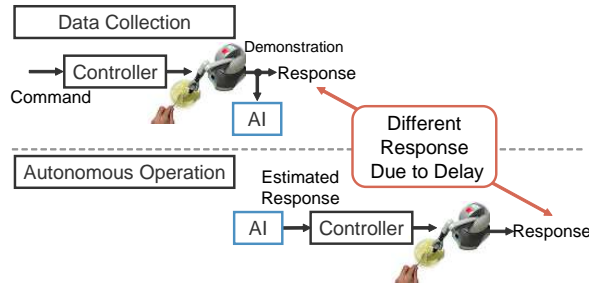 Data Collection
Demonstration
Controller
Response
Command
AI
Different
Response
Due to Delay
Autonomous Operation
Estimated
Response
AI
Controller
Response